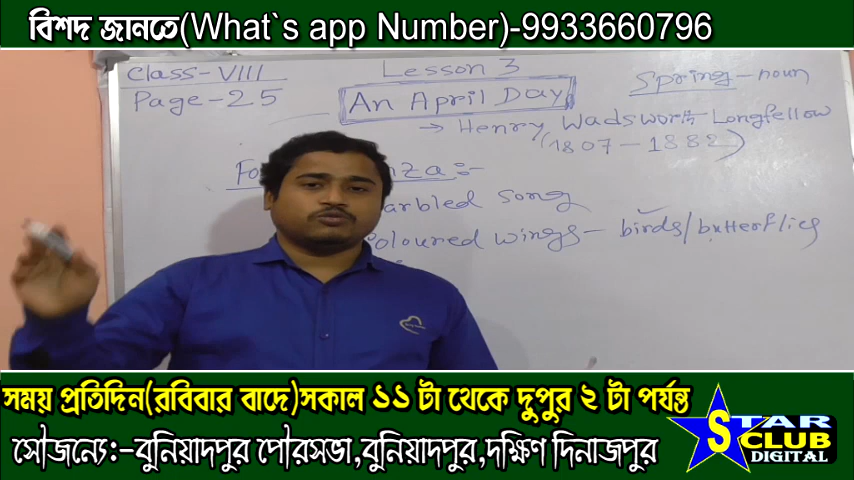 বিশদ জানতে(What`s app Number)-9933660796
Class-VIII
Page-25
Lesson 3
An April Day
Spring - noun
→ Henry Wadsworth Longfellow
(1807 - 1882)
Fo nza:-
arbled song
oloured wings - birds/butterflies
সময় প্রতিদিন(রবিবার বাদে)সকাল ১১ টা থেকে দুপুর ২ টা পর্যন্ত
সৌজন্যে:-বুনিয়াদপুর পৌরসভা,বুনিয়াদপুর,দক্ষিণ দিনাজপুর
STAR
CLUB
DIGITAL